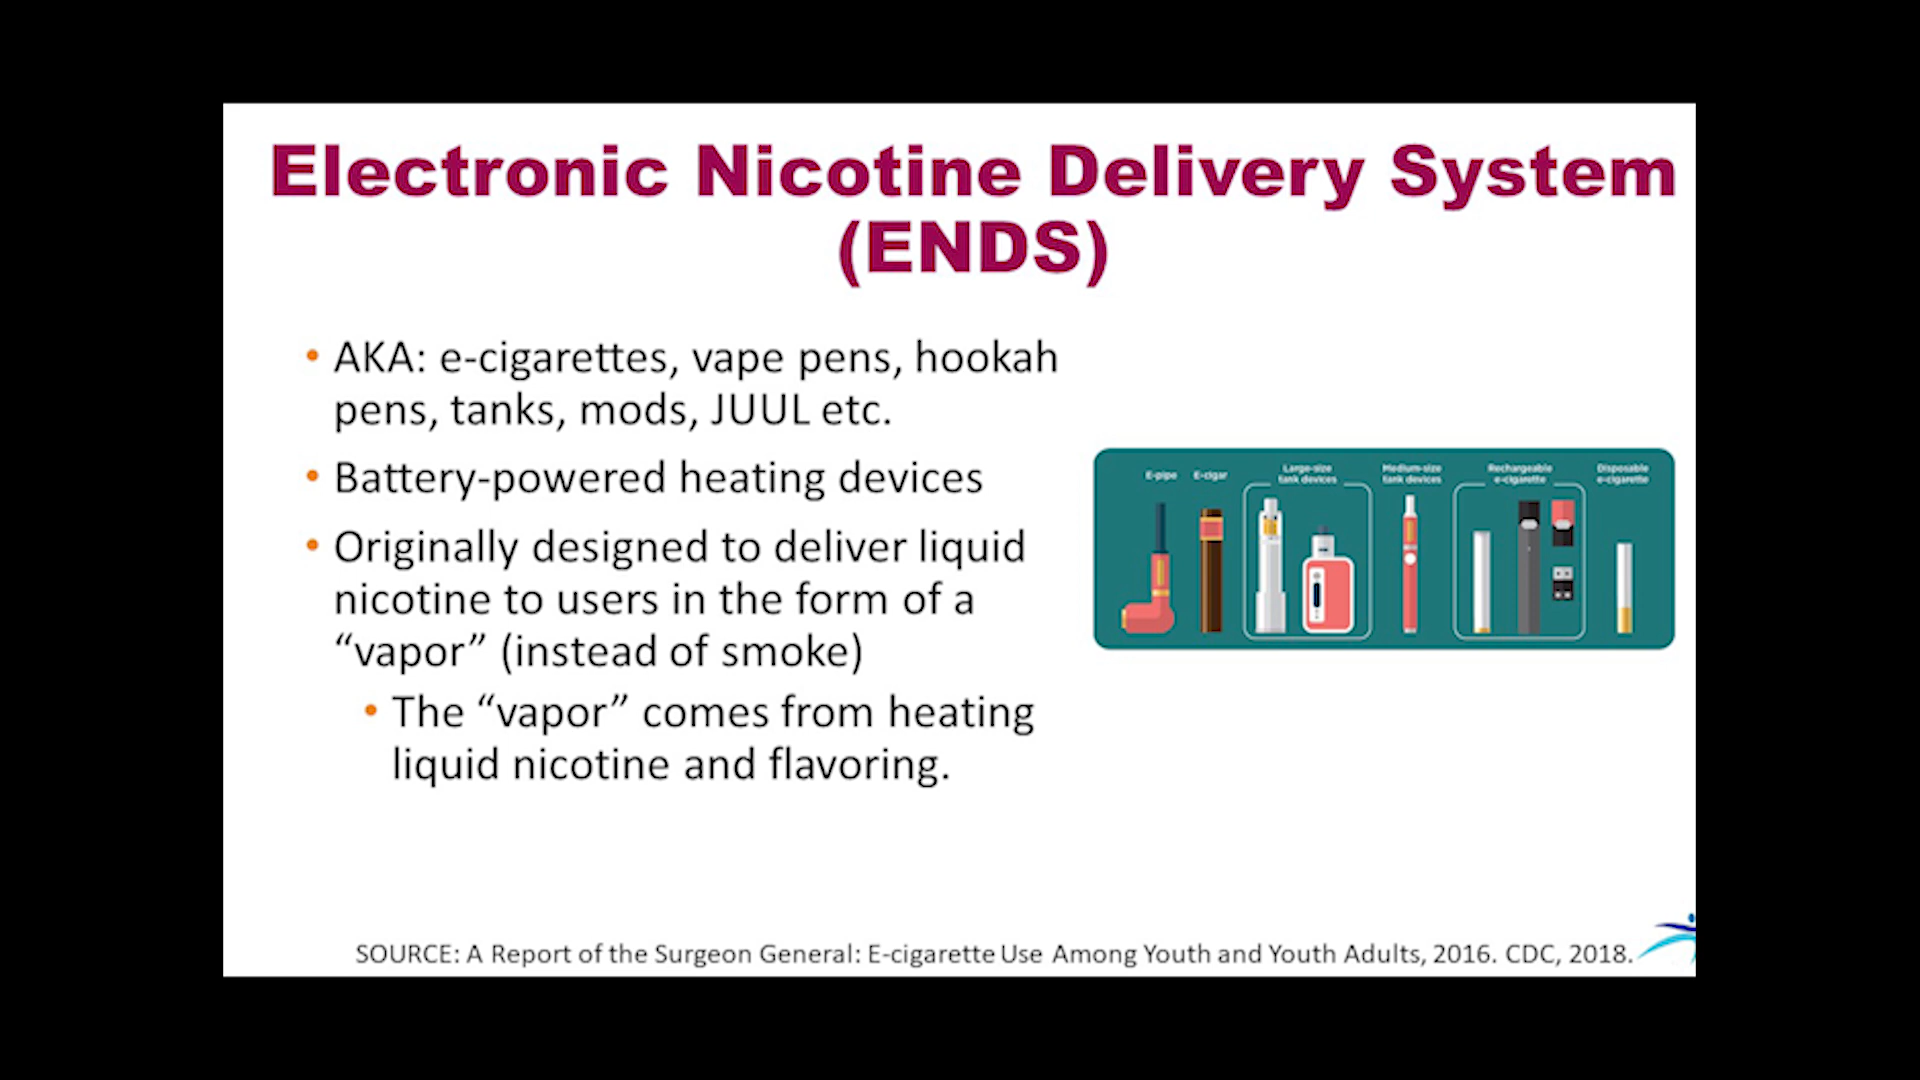 Electronic Nicotine Delivery System
(ENDS)
• AKA: e-cigarettes, vape pens, hookah
pens, tanks, mods, JUUL etc.
• Battery-powered heating devices
• Originally designed to deliver liquid
nicotine to users in the form of a
“vapor” (instead of smoke)
• The “vapor” comes from heating
liquid nicotine and flavoring.
E-pipe
E-cigar
Large-size
tank devices
Medium-size
tank devices
Rechargeable
e-cigarette
Disposable
e-cigarette
SOURCE: A Report of the Surgeon General: E-cigarette Use Among Youth and Youth Adults, 2016. CDC, 2018.